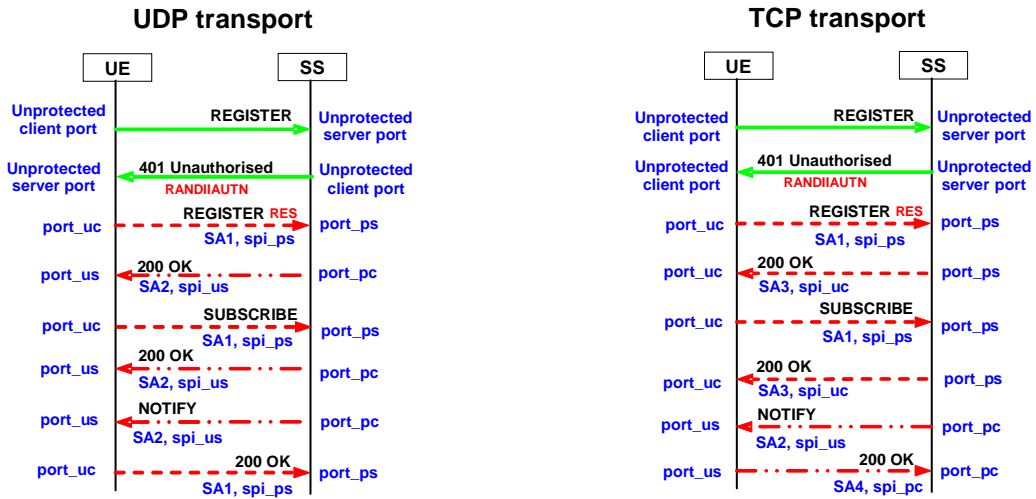 UDP transport
UE
SS
Unprotected
client port
REGISTER
Unprotected
server port
Unprotected
server port
401 Unauthorised
RANDIIAUTN
Unprotected
client port
port_uc
REGISTER RES
SA1, spi_ps
port_ps
port_us
200 OK
SA2, spi_us
port_pc
port_uc
SUBSCRIBE
SA1, spi_ps
port_ps
port_us
200 OK
SA2, spi_us
port_pc
port_us
NOTIFY
SA2, spi_us
port_pc
port_uc
200 OK
SA1, spi_ps
port_ps
TCP transport
UE
SS
Unprotected
client port
REGISTER
Unprotected
server port
Unprotected
client port
401 Unauthorised
RANDIIAUTN
Unprotected
server port
port_uc
REGISTER RES
SA1, spi_ps
port_ps
port_uc
200 OK
SA3, spi_uc
port_ps
port_uc
SUBSCRIBE
SA1, spi_ps
port_ps
port_uc
200 OK
SA3, spi_uc
port_ps
port_us
NOTIFY
SA2, spi_us
port_pc
port_us
200 OK
SA4, spi_pc
port_pc